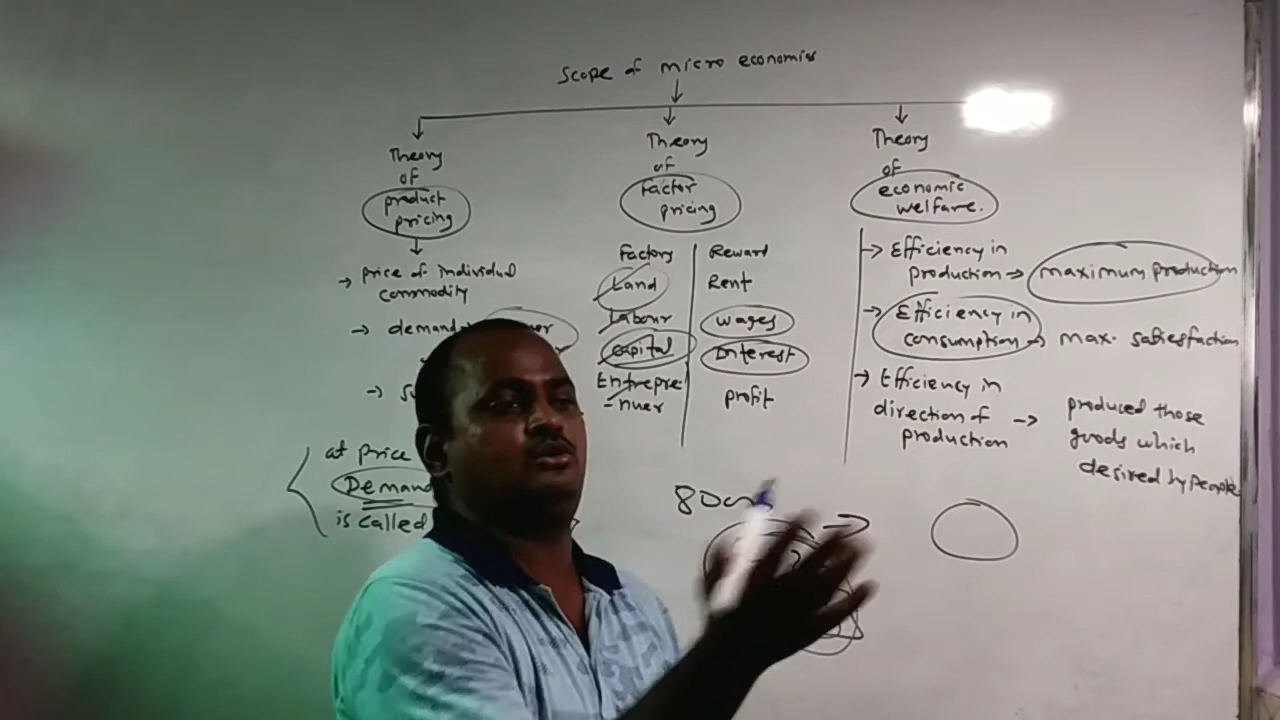 Scope of micro economics
Theory
of
product
pricing
→ price of individual
commodity
→ demand
at price
Demand
is called
Theory
of
factor
pricing
Factory Reward
Land Rent
Labour wages
capital Interest
Entrepre
-nuer profit
80cr
Theory
of
economic
welfare.
→ Efficiency in
production → maximum production
→ Efficiency in
consumption → max. satiesfaction
→ Efficiency in
direction of → produced those
production goods which
desired by people